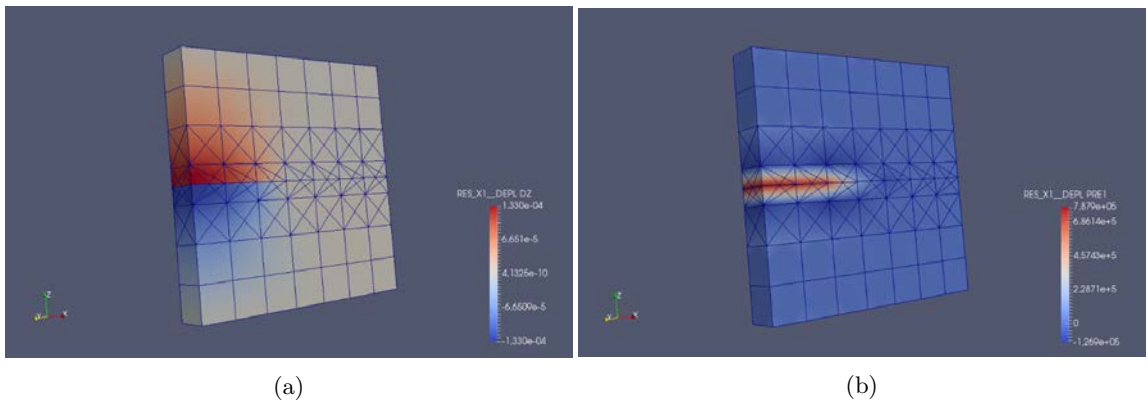 RES_X1__DEPL DZ
1.330e-04
6.651e-5
4.1325e-10
-6.6509e-5
-1.330e-04
Z
Y
X
(a)
RES_X1__DEPL PRE1
7.879e+05
6.8614e+5
4.5743e+5
2.2871e+5
0
-1.269e+05
Z
Y
X
(b)